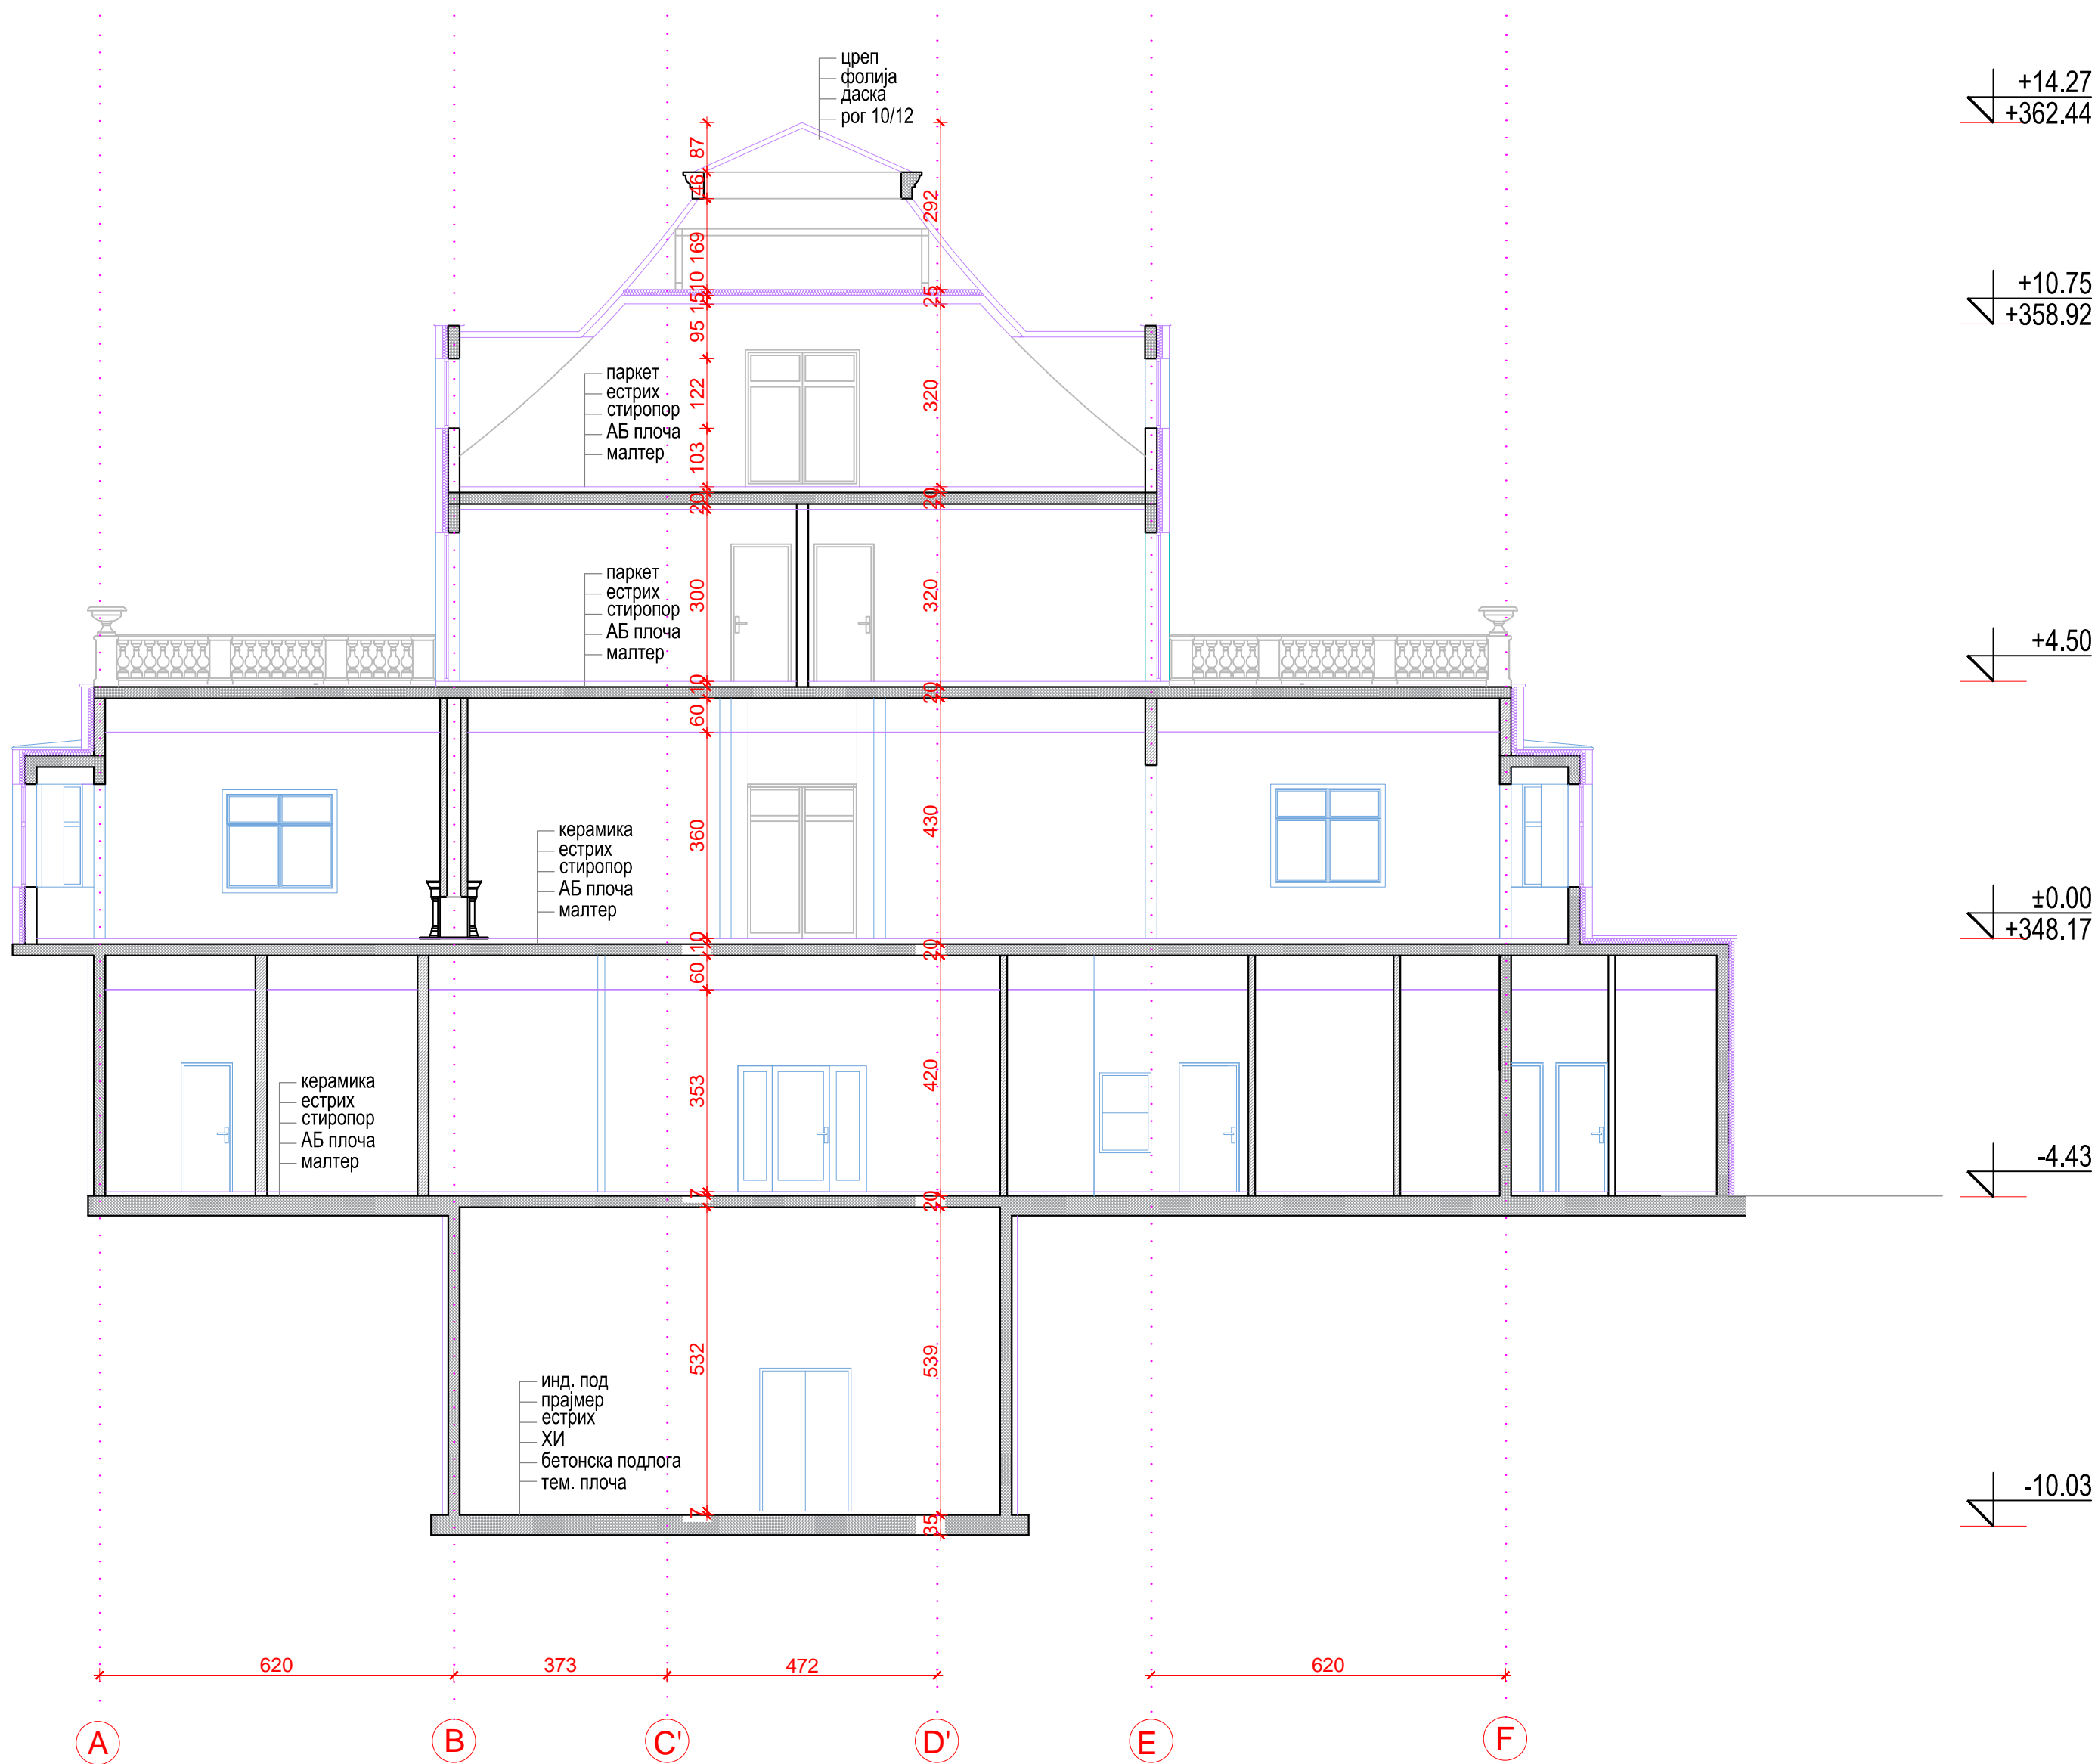 цреп
фолија
даска
рог 10/12
+14.27
+362.44
87
46
169
10
15
95
122
103
20
300
10
60
360
10
60
353
7
532
7
292
25
320
20
320
20
430
20
420
20
539
35
+10.75
+358.92
паркет
естрих
стиропор
АБ плоча
малтер
паркет
естрих
стиропор
АБ плоча
малтер
+4.50
керамика
естрих
стиропор
АБ плоча
малтер
±0.00
+348.17
керамика
естрих
стиропор
АБ плоча
малтер
-4.43
инд. под
прајмер
естрих
ХИ
бетонска подлога
тем. плоча
-10.03
620 373 472 620
A B C' D' E F